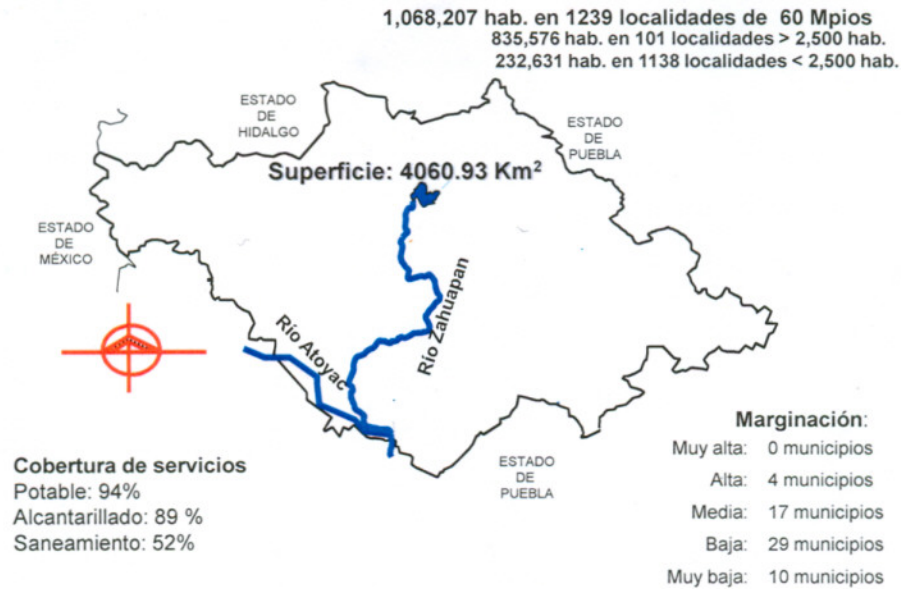 1,068,207 hab. en 1239 localidades de 60 Mpios
835,576 hab. en 101 localidades > 2,500 hab.
232,631 hab. en 1138 localidades < 2,500 hab.
ESTADO
DE
HIDALGO
ESTADO
DE
PUEBLA
Superficie: 4060.93 Km²
ESTADO
DE
MÉXICO
Río Atoyac
Río Zahuapan
Cobertura de servicios
Potable: 94%
Alcantarillado: 89 %
Saneamiento: 52%
ESTADO
DE
PUEBLA
Marginación:
Muy alta: 0 municipios
Alta: 4 municipios
Media: 17 municipios
Baja: 29 municipios
Muy baja: 10 municipios